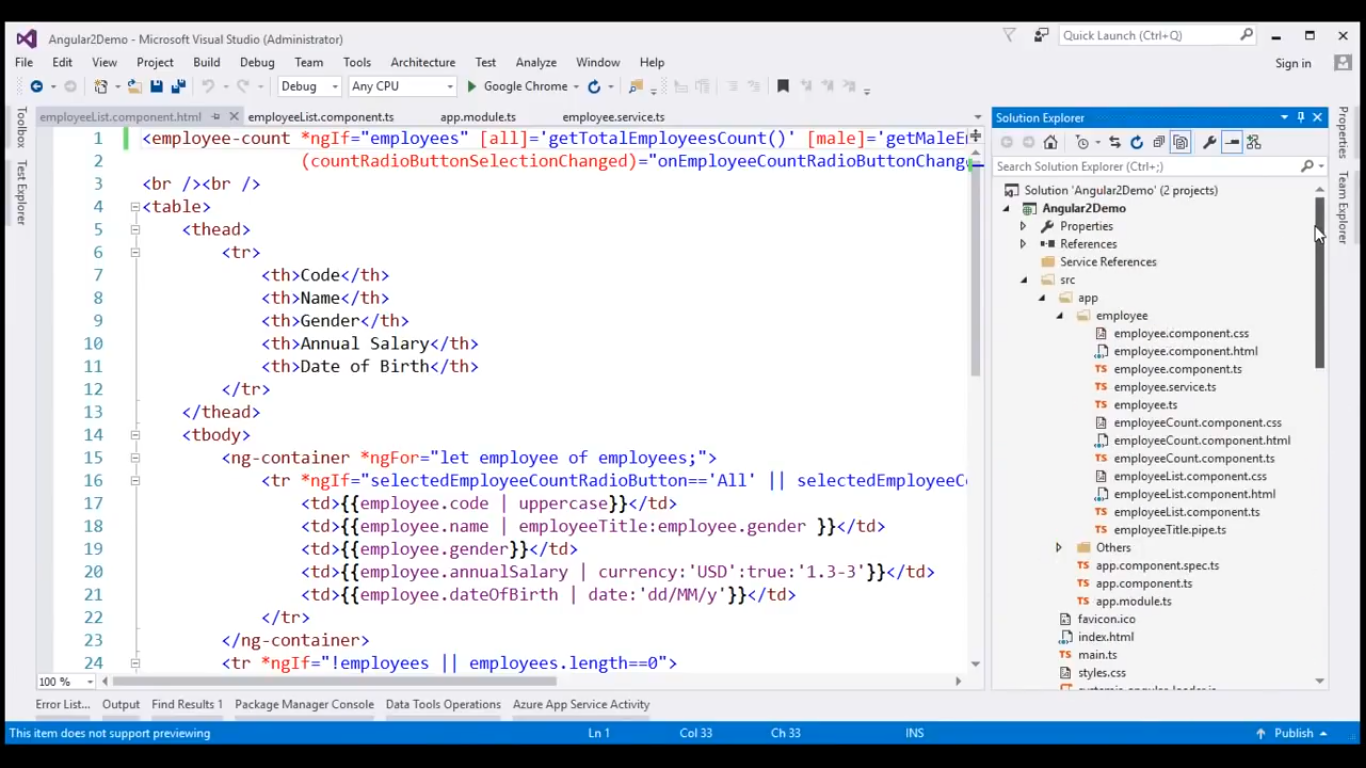 Angular2Demo - Microsoft Visual Studio (Administrator)
Quick Launch (Ctrl+Q)
File Edit View Project Build Debug Team Tools Architecture Test Analyze Window Help
Sign in
Debug Any CPU Google Chrome
employeeList.component.html employeeList.component.ts app.module.ts employee.service.ts
Toolbox
Test Explorer
1 <employee-count *ngIf="employees" [all]='getTotalEmployeesCount()' [male]='getMaleE
2 (countRadioButtonSelectionChanged)="onEmployeeCountRadioButtonChang
3 <br /><br />
4 <table>
5 <thead>
6 <tr>
7 <th>Code</th>
8 <th>Name</th>
9 <th>Gender</th>
10 <th>Annual Salary</th>
11 <th>Date of Birth</th>
12 </tr>
13 </thead>
14 <tbody>
15 <ng-container *ngFor="let employee of employees;">
16 <tr *ngIf="selectedEmployeeCountRadioButton=='All' || selectedEmployeeC
17 <td>{{employee.code | uppercase}}</td>
18 <td>{{employee.name | employeeTitle:employee.gender }}</td>
19 <td>{{employee.gender}}</td>
20 <td>{{employee.annualSalary | currency:'USD':true:'1.3-3'}}</td>
21 <td>{{employee.dateOfBirth | date:'dd/MM/y'}}</td>
22 </tr>
23 </ng-container>
24 <tr *ngIf="!employees || employees.length==0">
100 %
Solution Explorer
Search Solution Explorer (Ctrl+;)
Solution 'Angular2Demo' (2 projects)
Angular2Demo
Properties
References
Service References
src
app
employee
employee.component.css
employee.component.html
employee.component.ts
employee.service.ts
employee.ts
employeeCount.component.css
employeeCount.component.html
employeeCount.component.ts
employeeList.component.css
employeeList.component.html
employeeList.component.ts
employeeTitle.pipe.ts
Others
app.component.spec.ts
app.component.ts
app.module.ts
favicon.ico
index.html
main.ts
styles.css
Properties
Team Explorer
Error List... Output Find Results 1 Package Manager Console Data Tools Operations Azure App Service Activity
This item does not support previewing Ln 1 Col 33 Ch 33 INS Publish